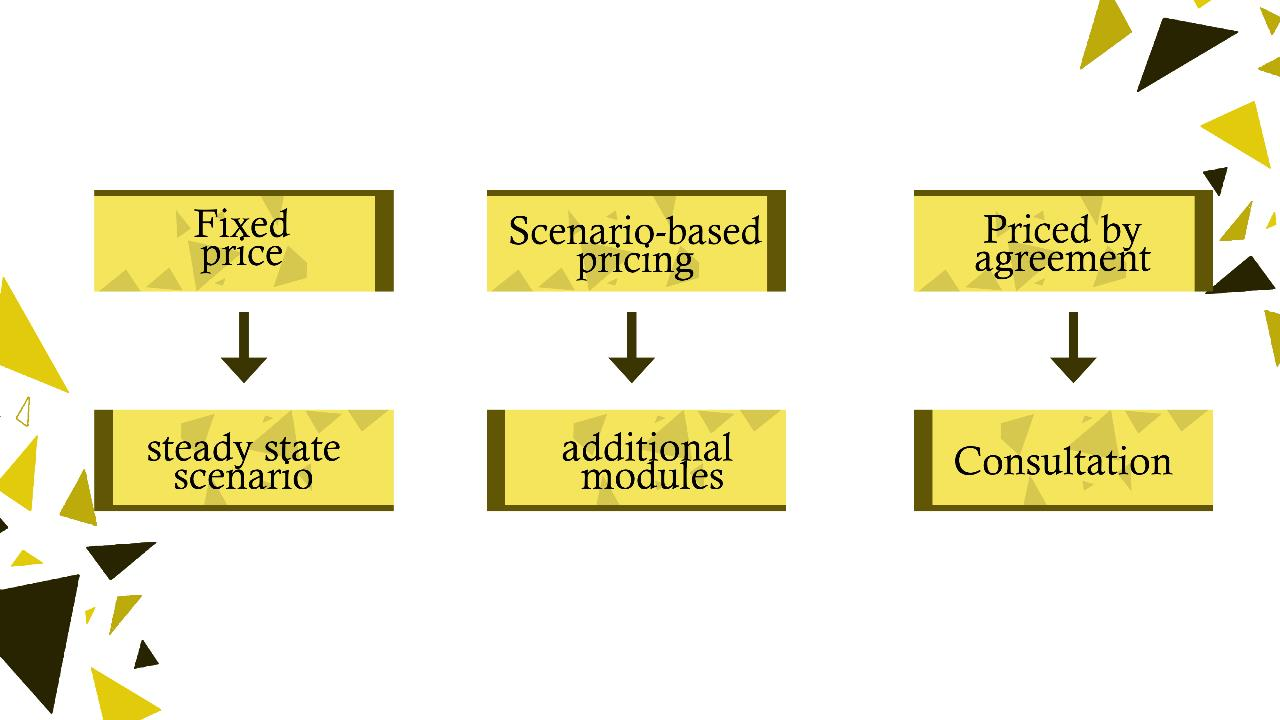 Fixed
price
Scenario-based
pricing
Priced by
agreement
steady state
scenario
additional
modules
Consultation